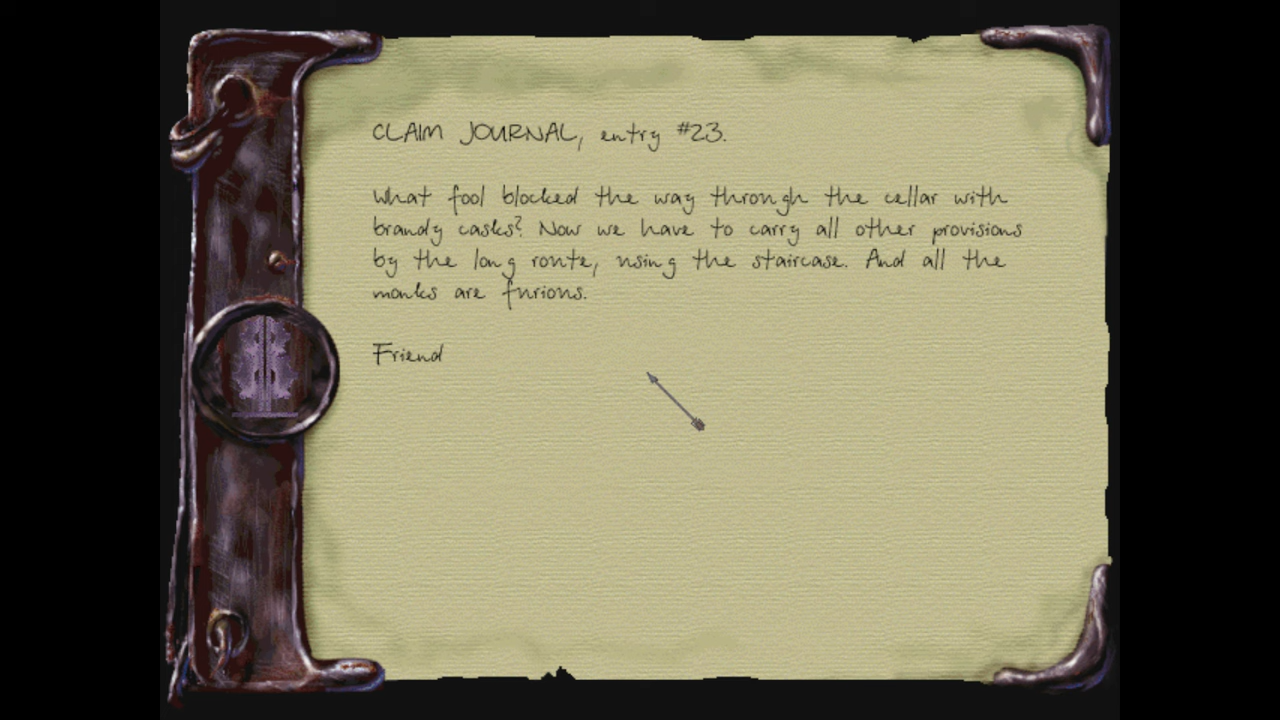 CLAIM JOURNAL, entry #23.
What fool blocked the way through the cellar with
brandy casks? Now we have to carry all other provisions
by the long route, using the staircase. And all the
monks are furious.
Friend